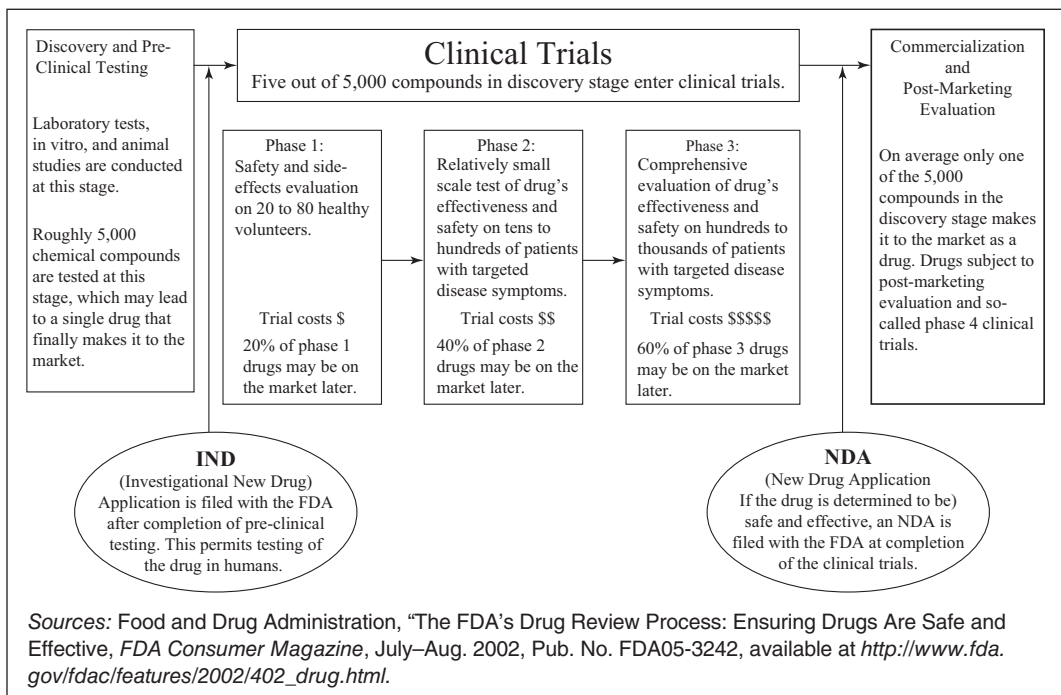 Discovery and Pre-
Clinical Testing
Laboratory tests,
in vitro, and animal
studies are conducted
at this stage.
Roughly 5,000
chemical compounds
are tested at this
stage, which may lead
to a single drug that
finally makes it to the
market.
Clinical Trials
Five out of 5,000 compounds in discovery stage enter clinical trials.
Phase 1:
Safety and side-
effects evaluation
on 20 to 80 healthy
volunteers.
Trial costs $
20% of phase 1
drugs may be on
the market later.
Phase 2:
Relatively small
scale test of drug's
effectiveness and
safety on tens to
hundreds of patients
with targeted
disease symptoms.
Trial costs $$
40% of phase 2
drugs may be on the
market later.
Phase 3:
Comprehensive
evaluation of drug's
effectiveness and
safety on hundreds to
thousands of patients
with targeted disease
symptoms.
Trial costs $$$$$
60% of phase 3 drugs
may be on the market
later.
Commercialization
and
Post-Marketing
Evaluation
On average only one
of the 5,000
compounds in the
discovery stage makes
it to the market as a
drug. Drugs subject to
post-marketing
evaluation and so-
called phase 4 clinical
trials.
IND
(Investigational New Drug)
Application is filed with the FDA
after completion of pre-clinical
testing. This permits testing of
the drug in humans.
NDA
(New Drug Application
If the drug is determined to be)
safe and effective, an NDA is
filed with the FDA at completion
of the clinical trials.
Sources: Food and Drug Administration, “The FDA's Drug Review Process: Ensuring Drugs Are Safe and
Effective, FDA Consumer Magazine, July–Aug. 2002, Pub. No. FDA05-3242, available at http://www.fda.
gov/fdac/features/2002/402_drug.html.